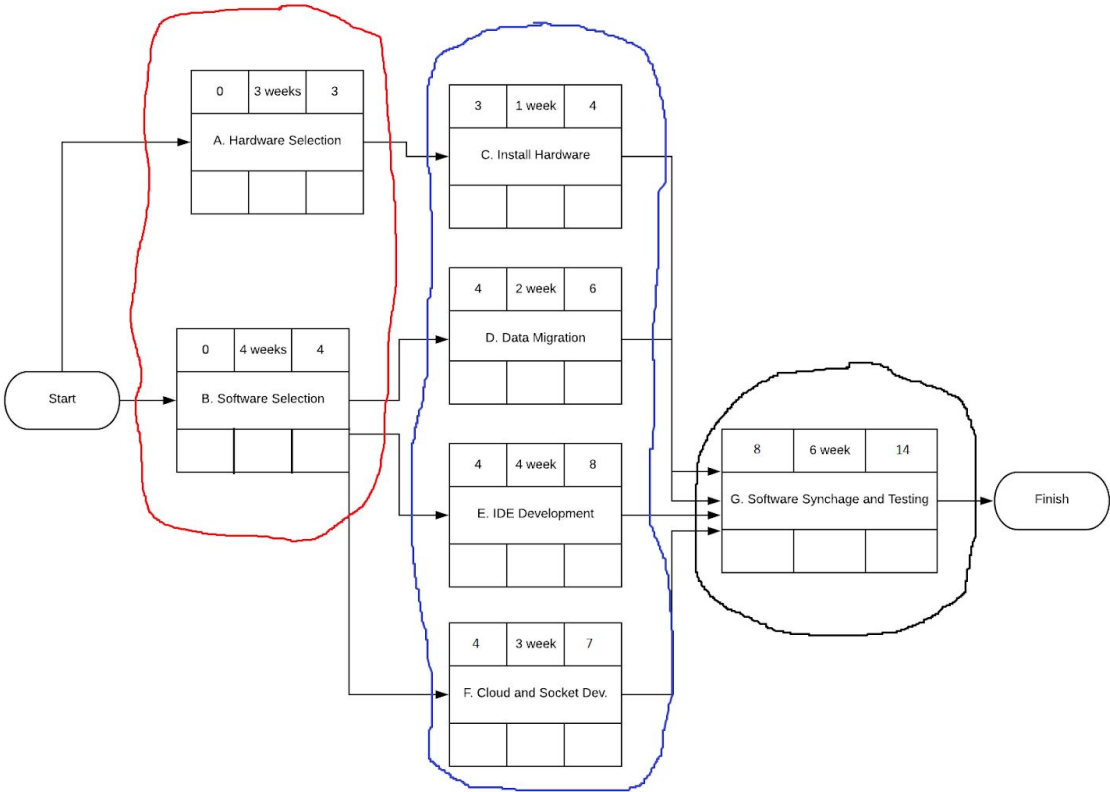 0 3 weeks 3
A. Hardware Selection
3 1 week 4
C. Install Hardware
4 2 week 6
D. Data Migration
0 4 weeks 4
B. Software Selection
Start
4 4 week 8
E. IDE Development
8 6 week 14
G. Software Synchage and Testing
Finish
4 3 week 7
F. Cloud and Socket Dev.